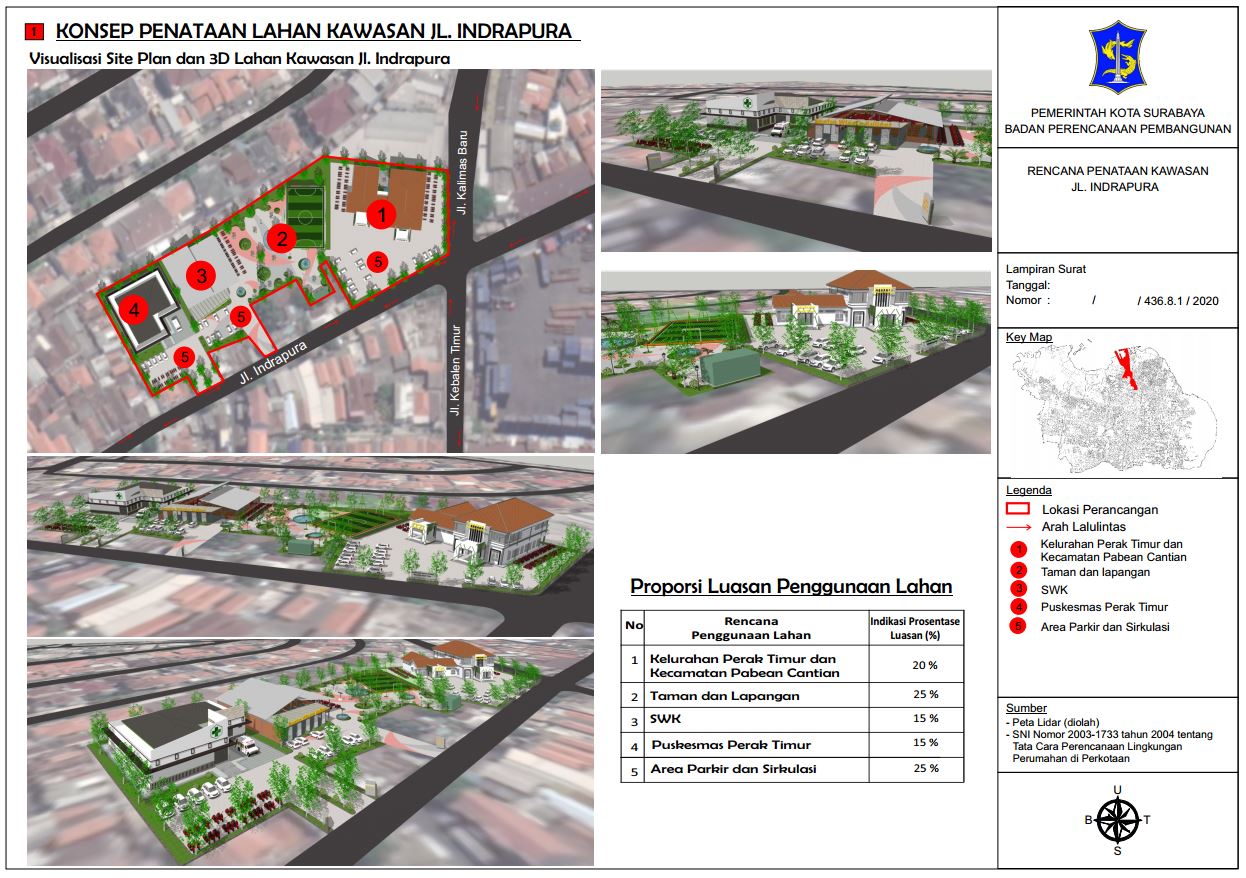 1 KONSEP PENATAAN LAHAN KAWASAN JL. INDRAPURA
Visualisasi Site Plan dan 3D Lahan Kawasan Jl. Indrapura
Jl. Kalimas Baru
1
2
3
4
5
5
5
Jl. Indrapura
Jl. Kebalen Timur
Proporsi Luasan Penggunaan Lahan
No Rencana Penggunaan Lahan Indikasi Prosentase Luasan (%)
1 Kelurahan Perak Timur dan Kecamatan Pabean Cantian 20 %
2 Taman dan Lapangan 25 %
3 SWK 15 %
4 Puskesmas Perak Timur 15 %
5 Area Parkir dan Sirkulasi 25 %
PEMERINTAH KOTA SURABAYA
BADAN PERENCANAAN PEMBANGUNAN
RENCANA PENATAAN KAWASAN
JL. INDRAPURA
Lampiran Surat
Tanggal:
Nomor : / / 436.8.1 / 2020
Key Map
Legenda
Lokasi Perancangan
Arah Lalulintas
1 Kelurahan Perak Timur dan
Kecamatan Pabean Cantian
2 Taman dan lapangan
3 SWK
4 Puskesmas Perak Timur
5 Area Parkir dan Sirkulasi
Sumber
- Peta Lidar (diolah)
- SNI Nomor 2003-1733 tahun 2004 tentang
Tata Cara Perencanaan Lingkungan
Perumahan di Perkotaan
U
B T
S